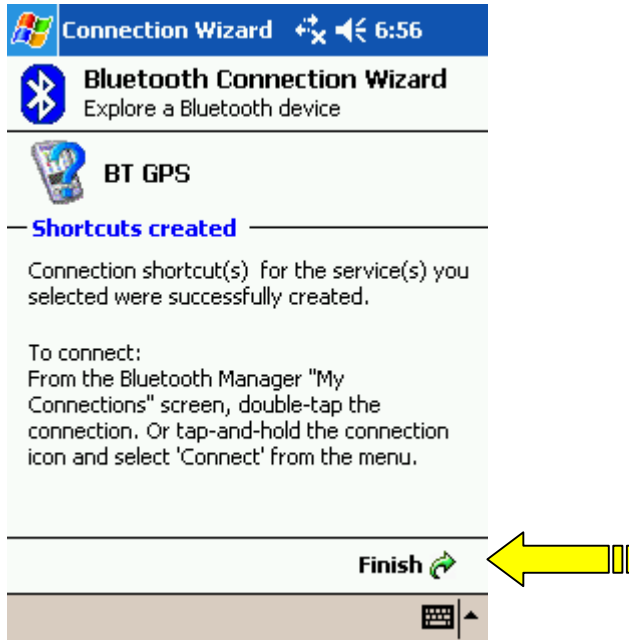 Connection Wizard 6:56
Bluetooth Connection Wizard
Explore a Bluetooth device
BT GPS
Shortcuts created
Connection shortcut(s) for the service(s) you
selected were successfully created.
To connect:
From the Bluetooth Manager "My
Connections" screen, double-tap the
connection. Or tap-and-hold the connection
icon and select 'Connect' from the menu.
Finish